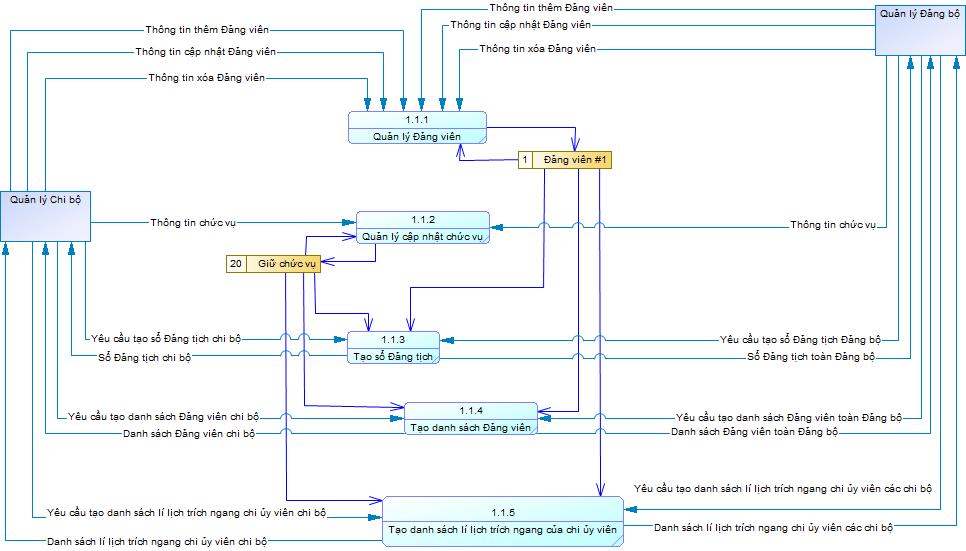 Thông tin thêm Đảng viên
Quản lý Đảng bộ
Thông tin cập nhật Đảng viên
Thông tin thêm Đảng viên
Thông tin xóa Đảng viên
Thông tin cập nhật Đảng viên
Thông tin xóa Đảng viên
1.1.1
Quản lý Đảng viên
1 Đảng viên #1
Quản lý Chi bộ
1.1.2
Thông tin chức vụ
Thông tin chức vụ
Quản lý cập nhật chức vụ
20 Giữ chức vụ
1.1.3
Yêu cầu tạo sổ Đảng tịch chi bộ
Yêu cầu tạo sổ Đảng tịch Đảng bộ
Tạo sổ Đảng tịch
Sổ Đảng tịch chi bộ
Sổ Đảng tịch toàn Đảng bộ
1.1.4
Yêu cầu tạo danh sách Đảng viên chi bộ
Yêu cầu tạo danh sách Đảng viên toàn Đảng bộ
Tạo danh sách Đảng viên
Danh sách Đảng viên chi bộ
Danh sách Đảng viên toàn Đảng bộ
Yêu cầu tạo danh sách lí lịch trích ngang chi ủy viên các chi bộ
1.1.5
Yêu cầu tạo danh sách lí lịch trích ngang chi ủy viên chi bộ
Tạo danh sách lí lịch trích ngang của chi ủy viên
Danh sách lí lịch trích ngang chi ủy viên các chi bộ
Danh sách lí lịch trích ngang chi ủy viên chi bộ